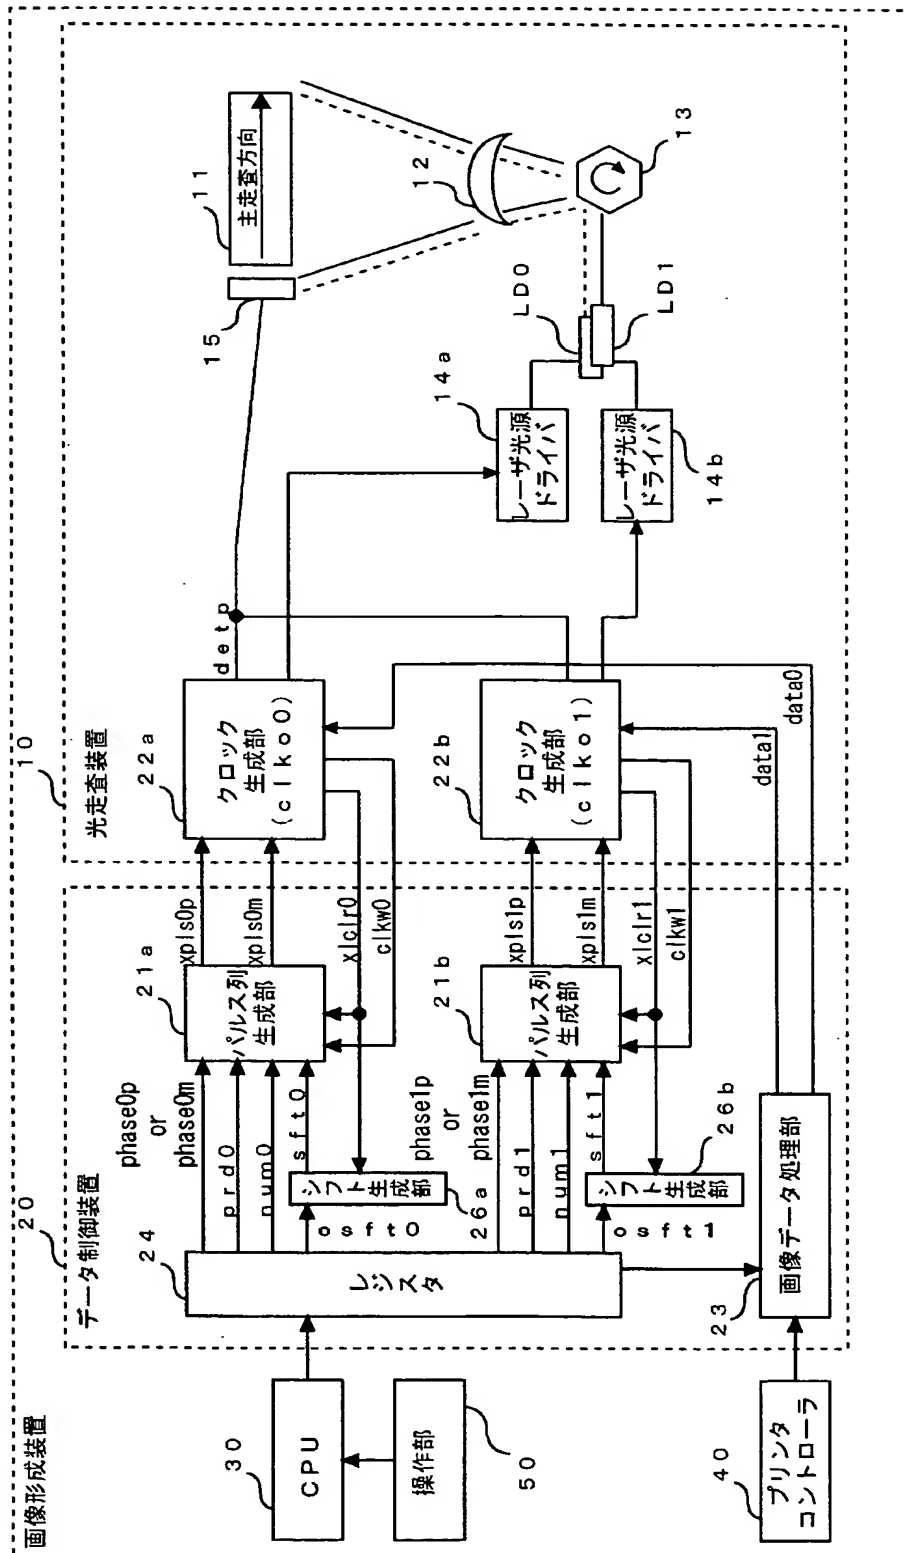 画像形成装置
20
データ制御装置
10
光走査装置
30
CPU
50
操作部
40
プリンタ
コントローラ
24
レジスタ
phase0p
or
phase0m
prd0
num0
sft0
osft0
シフト生成部
26a
21a
パルス列
生成部
xpls0p
xpls0m
xlclr0
clkw0
22a
クロック
生成部
(clko0)
detp
15
11
主走査方向
12
13
14a
レーザ光源
ドライバ
LD0
LD1
レーザ光源
ドライバ
14b
phase1p
or
phase1m
prd1
num1
sft1
osft1
シフト生成部
26b
21b
パルス列
生成部
xpls1p
xpls1m
xlclr1
clkw1
22b
クロック
生成部
(clko1)
data1
data0
23
画像データ処理部